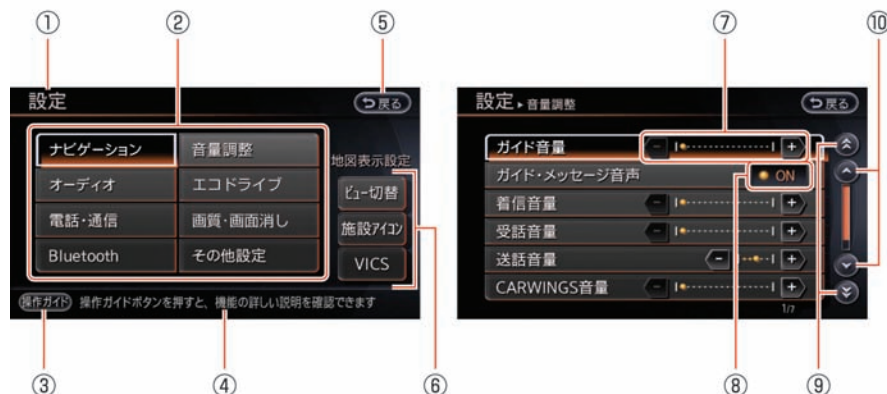 ① ② ⑤ ⑦ ⑩
設定
戻る
ナビゲーション
音量調整
オーディオ
エコドライブ
電話・通信
画質・画面消し
Bluetooth
その他設定
地図表示設定
ビュー切替
施設アイコン
VICS
操作ガイド 操作ガイドボタンを押すと、機能の詳しい説明を確認できます
設定 ▸ 音量調整
戻る
ガイド音量 - +
ガイド・メッセージ音声 ON
着信音量 - +
受話音量 - +
送話音量 - +
CARWINGS音量 - +
1/7
③ ④ ⑥ ⑧ ⑨